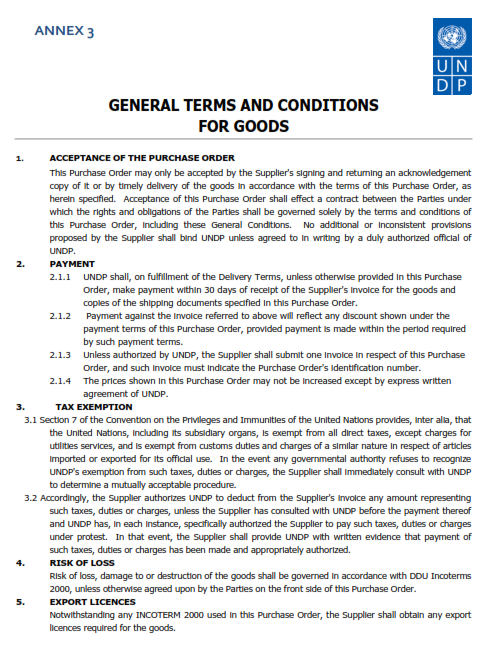 ANNEX 3
U N
D P
GENERAL TERMS AND CONDITIONS
FOR GOODS
1. ACCEPTANCE OF THE PURCHASE ORDER
This Purchase Order may only be accepted by the Supplier's signing and returning an acknowledgement
copy of it or by timely delivery of the goods in accordance with the terms of this Purchase Order, as
herein specified. Acceptance of this Purchase Order shall effect a contract between the Parties under
which the rights and obligations of the Parties shall be governed solely by the terms and conditions of
this Purchase Order, including these General Conditions. No additional or inconsistent provisions
proposed by the Supplier shall bind UNDP unless agreed to in writing by a duly authorized official of
UNDP.
2. PAYMENT
2.1.1 UNDP shall, on fulfillment of the Delivery Terms, unless otherwise provided in this Purchase
Order, make payment within 30 days of receipt of the Supplier's invoice for the goods and
copies of the shipping documents specified in this Purchase Order.
2.1.2 Payment against the invoice referred to above will reflect any discount shown under the
payment terms of this Purchase Order, provided payment is made within the period required
by such payment terms.
2.1.3 Unless authorized by UNDP, the Supplier shall submit one invoice in respect of this Purchase
Order, and such invoice must indicate the Purchase Order's identification number.
2.1.4 The prices shown in this Purchase Order may not be increased except by express written
agreement of UNDP.
3. TAX EXEMPTION
3.1 Section 7 of the Convention on the Privileges and Immunities of the United Nations provides, inter alia, that
the United Nations, including its subsidiary organs, is exempt from all direct taxes, except charges for
utilities services, and is exempt from customs duties and charges of a similar nature in respect of articles
imported or exported for its official use. In the event any governmental authority refuses to recognize
UNDP's exemption from such taxes, duties or charges, the Supplier shall immediately consult with UNDP
to determine a mutually acceptable procedure.
3.2 Accordingly, the Supplier authorizes UNDP to deduct from the Supplier's invoice any amount representing
such taxes, duties or charges, unless the Supplier has consulted with UNDP before the payment thereof
and UNDP has, in each instance, specifically authorized the Supplier to pay such taxes, duties or charges
under protest. In that event, the Supplier shall provide UNDP with written evidence that payment of
such taxes, duties or charges has been made and appropriately authorized.
4. RISK OF LOSS
Risk of loss, damage to or destruction of the goods shall be governed in accordance with DDU Incoterms
2000, unless otherwise agreed upon by the Parties on the front side of this Purchase Order.
5. EXPORT LICENCES
Notwithstanding any INCOTERM 2000 used in this Purchase Order, the Supplier shall obtain any export
licences required for the goods.